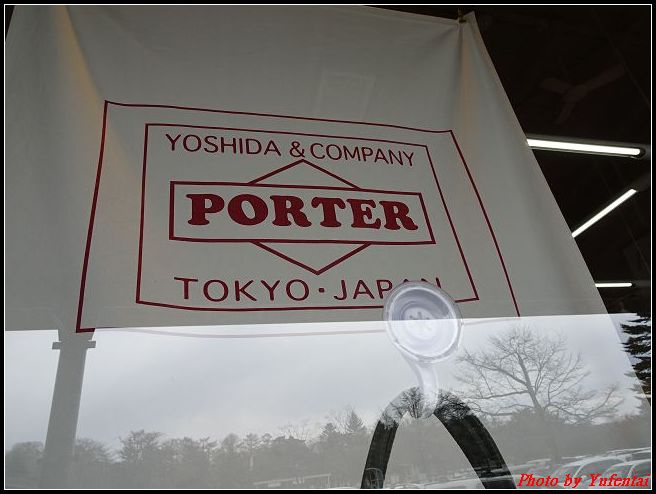 YOSHIDA & COMPANY
PORTER
TOKYO・JAPAN
Photo by Yufentai